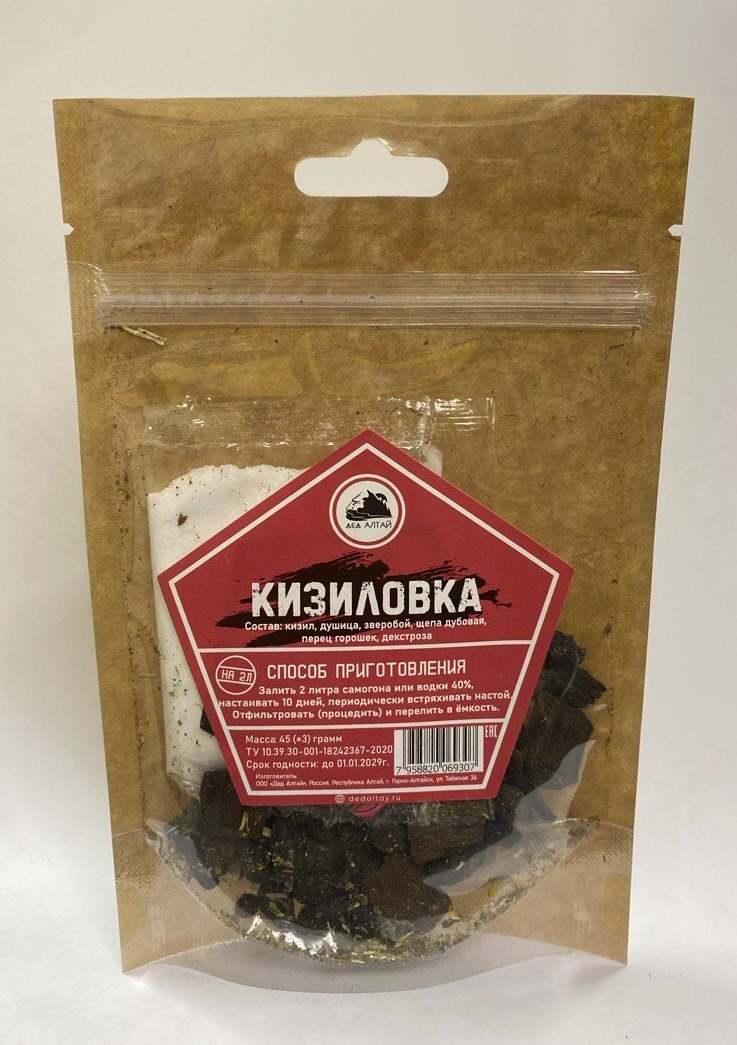 ДЕД АЛТАЙ
КИЗИЛОВКА
Состав: кизил, душица, зверобой, щепа дубовая,
перец горошек, декстроза
НА 2Л
СПОСОБ ПРИГОТОВЛЕНИЯ
Залить 2 литра самогона или водки 40%,
настаивать 10 дней, периодически встряхивать настой.
Отфильтровать (процедить) и перелить в ёмкость.
Масса: 45 (±3) грамм
ТУ 10.39.30-001-18242367-2020
Срок годности: до 01.01.2029г.
Изготовитель:
ООО «Дед Алтай», Россия, Республика Алтай, г. Горно-Алтайск, ул. Таёжная 36
7 958820 069307
EAC
dedaltay.ru